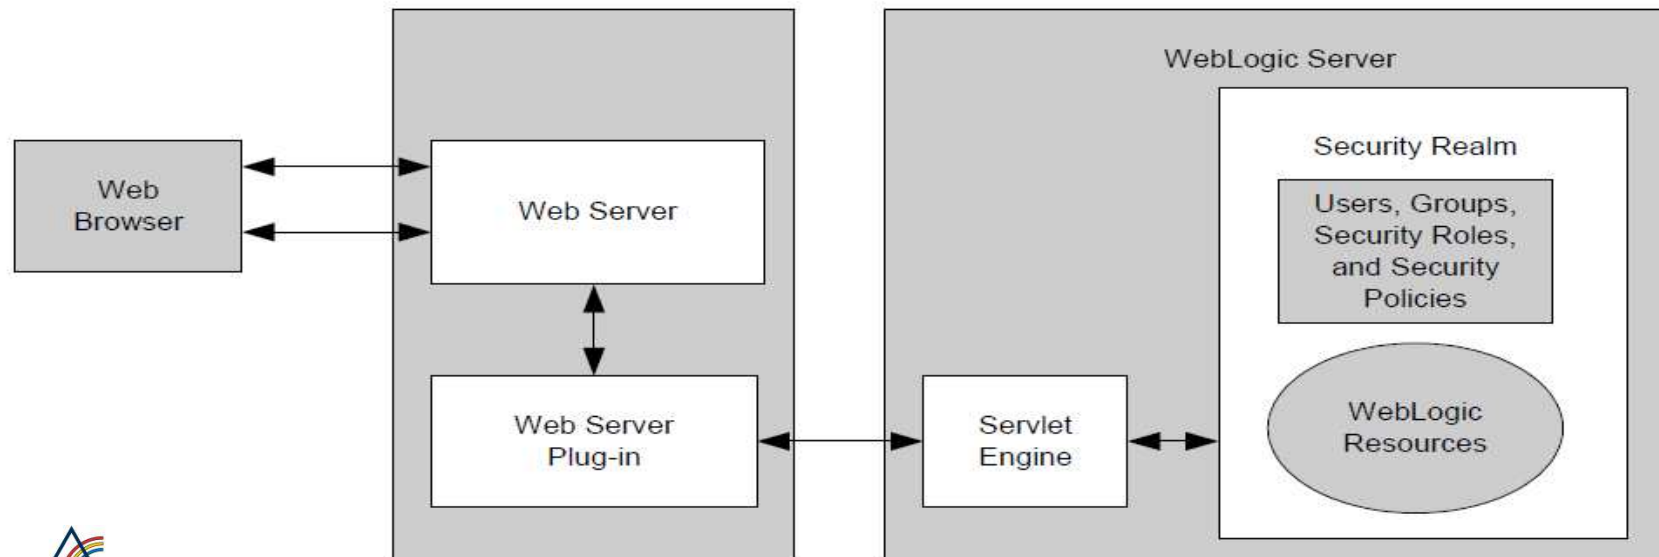 WebLogic Server
Security Realm
Web
Browser
Web Server
Users, Groups,
Security Roles,
and Security
Policies
Web Server
Plug-in
Servlet
Engine
WebLogic
Resources